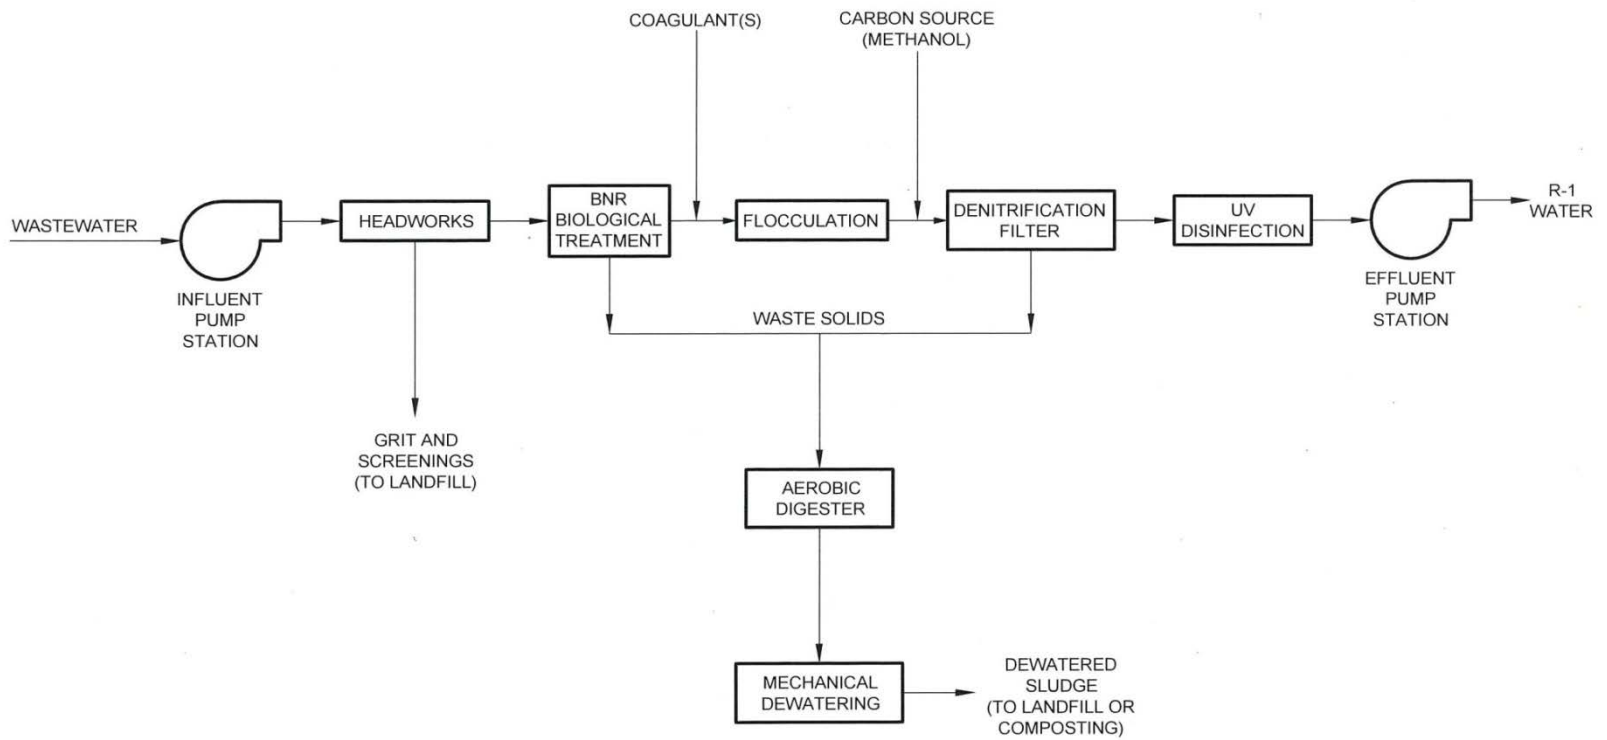 COAGULANT(S)
CARBON SOURCE
(METHANOL)
WASTEWATER
INFLUENT
PUMP
STATION
HEADWORKS
BNR
BIOLOGICAL
TREATMENT
FLOCCULATION
DENITRIFICATION
FILTER
UV
DISINFECTION
EFFLUENT
PUMP
STATION
R-1
WATER
WASTE SOLIDS
GRIT AND
SCREENINGS
(TO LANDFILL)
AEROBIC
DIGESTER
MECHANICAL
DEWATERING
DEWATERED
SLUDGE
(TO LANDFILL OR
COMPOSTING)